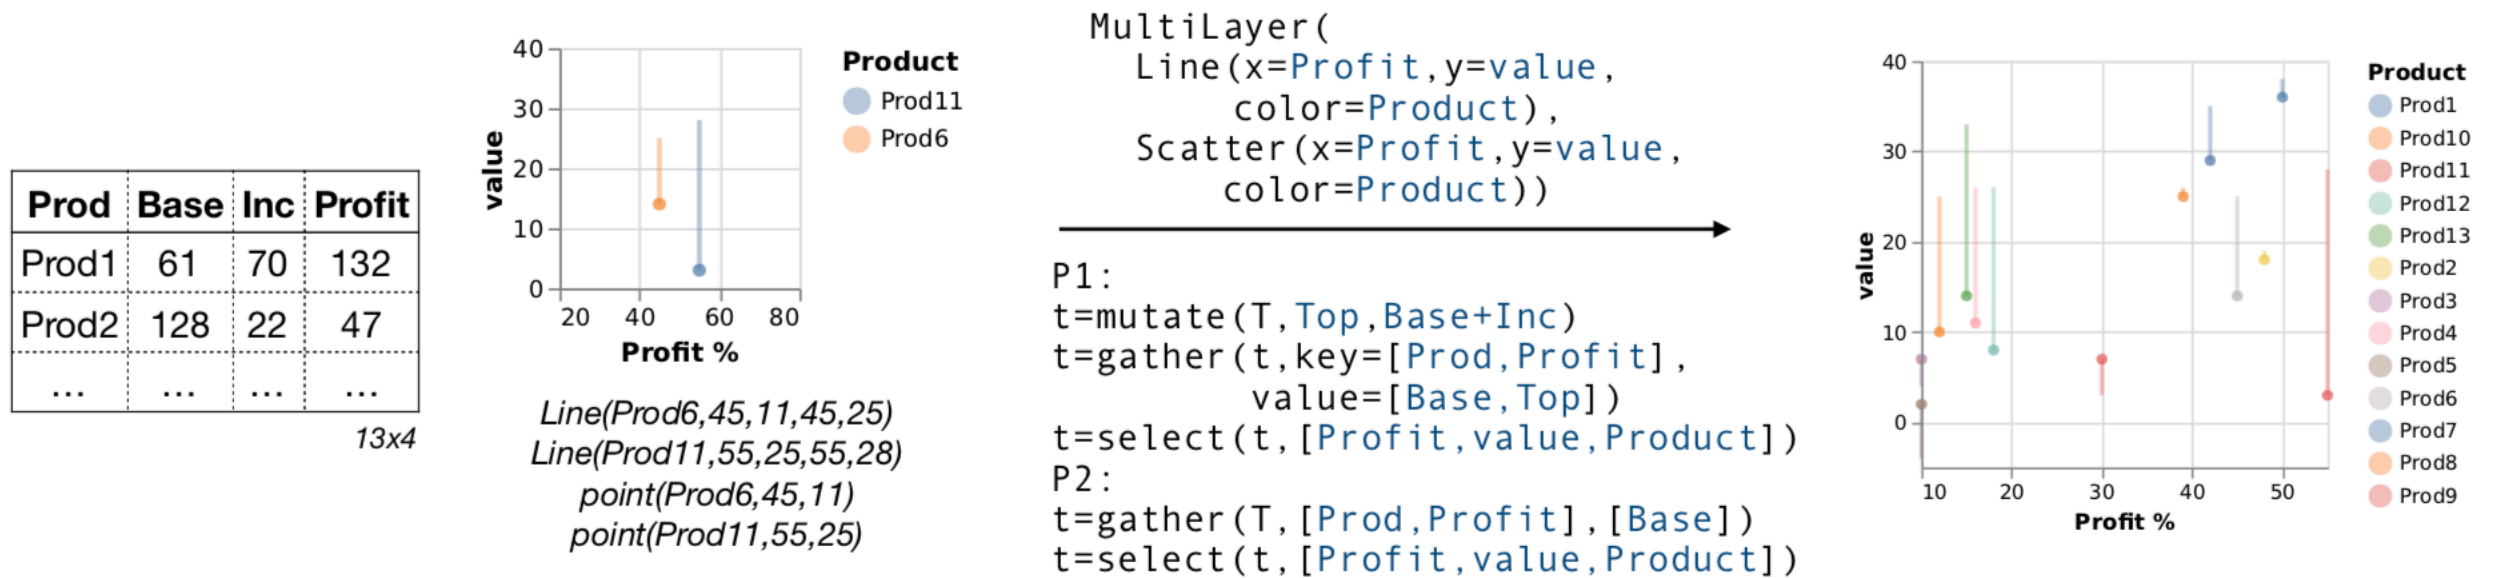 Prod Base Inc Profit
Prod1 61 70 132
Prod2 128 22 47
... ... ... ...
13x4
40
30
20
10
0
value
20 40 60 80
Profit %
Product
Prod11
Prod6
Line(Prod6,45,11,45,25)
Line(Prod11,55,25,55,28)
point(Prod6,45,11)
point(Prod11,55,25)
MultiLayer(
Line(x=Profit,y=value,
color=Product),
Scatter(x=Profit,y=value,
color=Product))
P1:
t=mutate(T,Top,Base+Inc)
t=gather(t,key=[Prod,Profit],
value=[Base,Top])
t=select(t,[Profit,value,Product])
P2:
t=gather(T,[Prod,Profit],[Base])
t=select(t,[Profit,value,Product])
40
30
20
10
0
value
10 20 30 40 50
Profit %
Product
Prod1
Prod10
Prod11
Prod12
Prod13
Prod2
Prod3
Prod4
Prod5
Prod6
Prod7
Prod8
Prod9